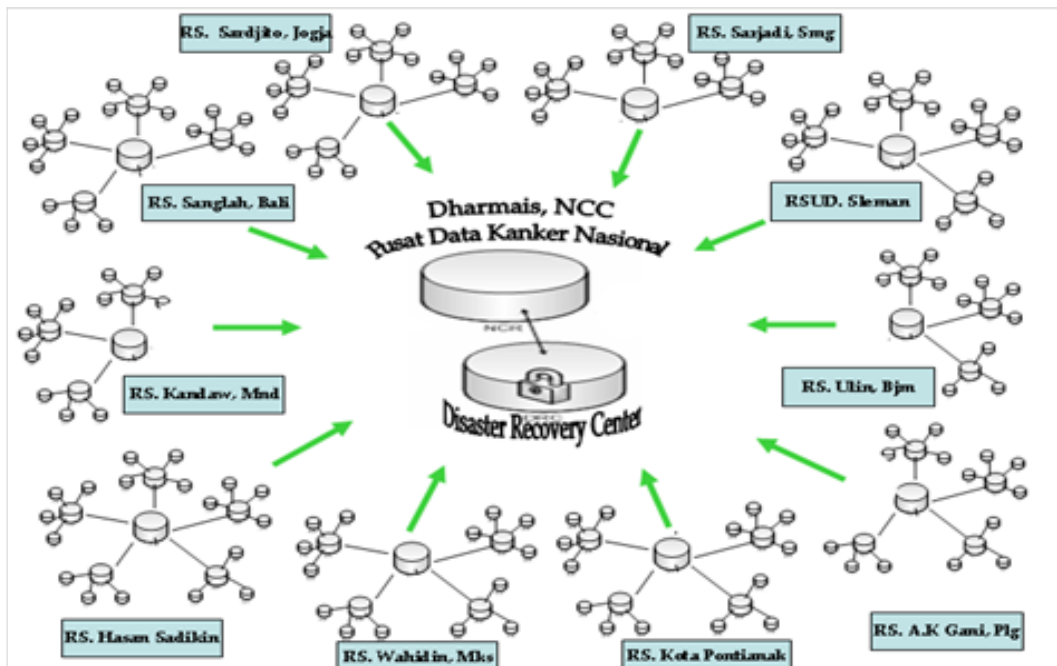 RS. Sardjito, Jogja
RS. Sarjadi, Smg
RS. Sanglah, Bali
RSUD. Sleman
Dharmais, NCC
Pusat Data Kanker Nasional
NCR
RS. Kandaw, Mnd
RS. Ulin, Bjm
DRC
Disaster Recovery Center
RS. Hasan Sadikin
RS. Wahidin, Mks
RS. Kota Pontianak
RS. A.K Gani, Plg